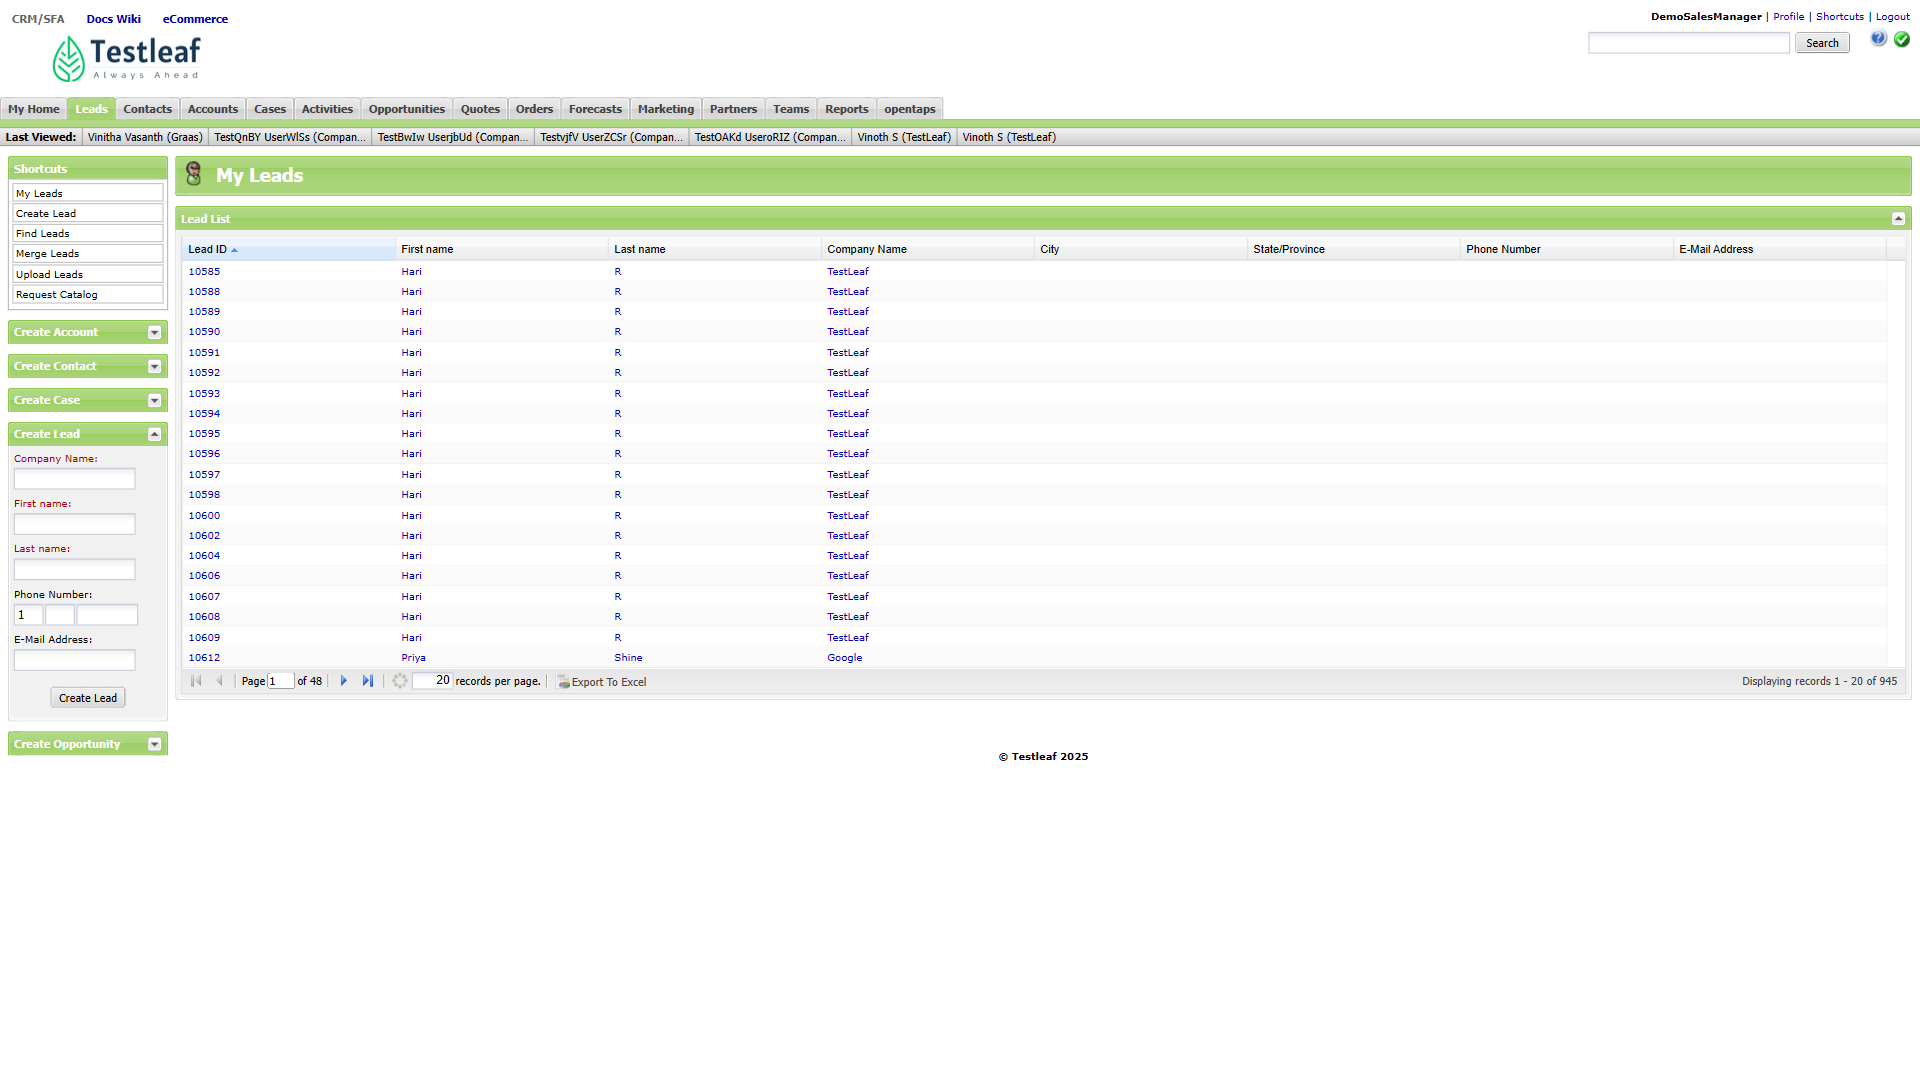 CRM/SFA Docs Wiki eCommerce
DemoSalesManager | Profile | Shortcuts | Logout
Testleaf
Always Ahead
Search
My Home Leads Contacts Accounts Cases Activities Opportunities Quotes Orders Forecasts Marketing Partners Teams Reports opentaps
Last Viewed: Vinitha Vasanth (Graas) TestQnBY UserWlSs (Compan... TestBwIw UserjbUd (Compan... TestvjfV UserZCSr (Compan... TestOAKd UseroRIZ (Compan... Vinoth S (TestLeaf) Vinoth S (TestLeaf)
Shortcuts
My Leads
Create Lead
Find Leads
Merge Leads
Upload Leads
Request Catalog
Create Account
Create Contact
Create Case
Create Lead
Company Name:
First name:
Last name:
Phone Number:
1
E-Mail Address:
Create Lead
Create Opportunity
My Leads
Lead List
Lead ID First name Last name Company Name City State/Province Phone Number E-Mail Address
10585 Hari R TestLeaf
10588 Hari R TestLeaf
10589 Hari R TestLeaf
10590 Hari R TestLeaf
10591 Hari R TestLeaf
10592 Hari R TestLeaf
10593 Hari R TestLeaf
10594 Hari R TestLeaf
10595 Hari R TestLeaf
10596 Hari R TestLeaf
10597 Hari R TestLeaf
10598 Hari R TestLeaf
10600 Hari R TestLeaf
10602 Hari R TestLeaf
10604 Hari R TestLeaf
10606 Hari R TestLeaf
10607 Hari R TestLeaf
10608 Hari R TestLeaf
10609 Hari R TestLeaf
10612 Priya Shine Google
Page 1 of 48 20 records per page. Export To Excel Displaying records 1 - 20 of 945
© Testleaf 2025